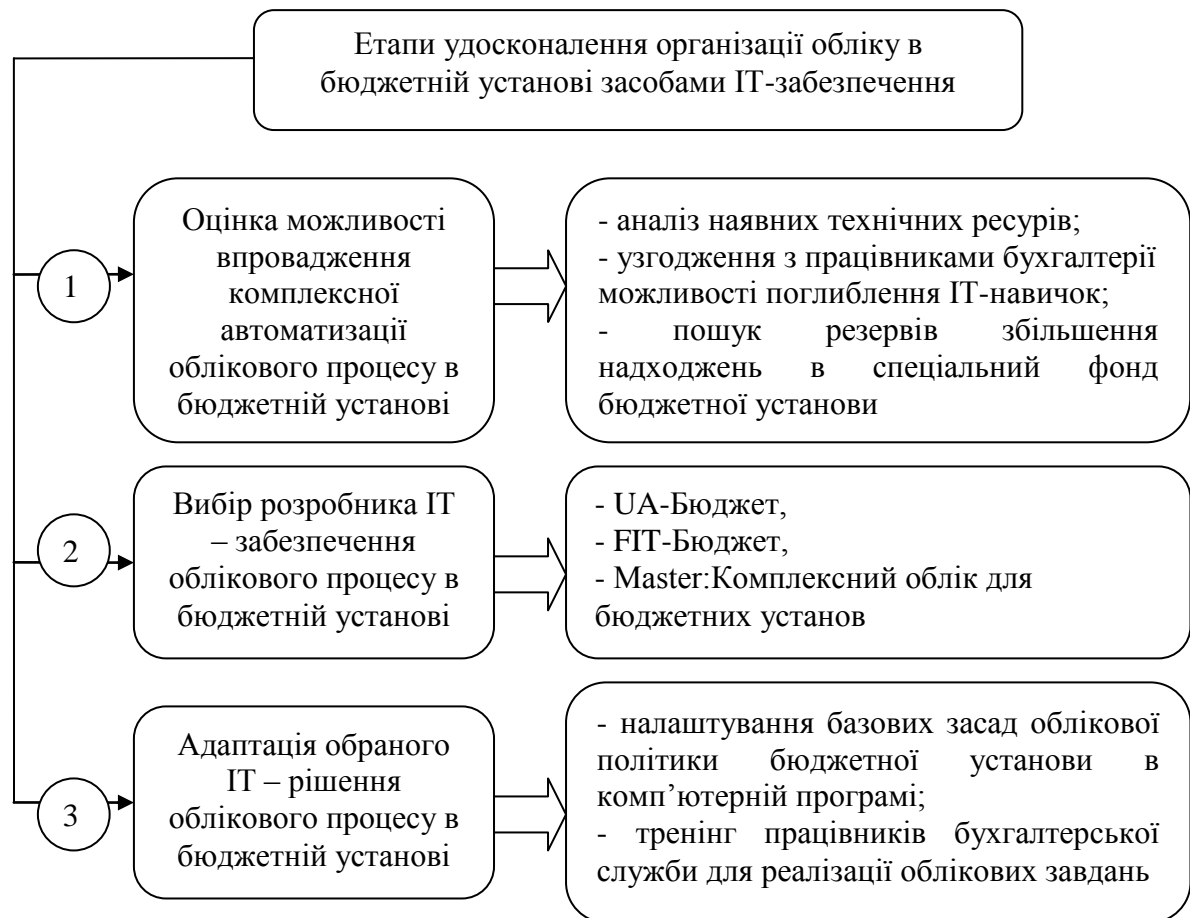 Етапи удосконалення організації обліку в
бюджетній установі засобами ІТ-забезпечення
1
Оцінка можливості
впровадження
комплексної
автоматизації
облікового процесу в
бюджетній установі
- аналіз наявних технічних ресурів;
- узгодження з працівниками бухгалтерії
можливості поглиблення ІТ-навичок;
- пошук резервів збільшення
надходжень в спеціальний фонд
бюджетної установи
2
Вибір розробника ІТ
– забезпечення
облікового процесу в
бюджетній установі
- UA-Бюджет,
- FIT-Бюджет,
- Master:Комплексний облік для
бюджетних установ
3
Адаптація обраного
ІТ – рішення
облікового процесу в
бюджетній установі
- налаштування базових засад облікової
політики бюджетної установи в
комп’ютерній програмі;
- тренінг працівників бухгалтерської
служби для реалізації облікових завдань